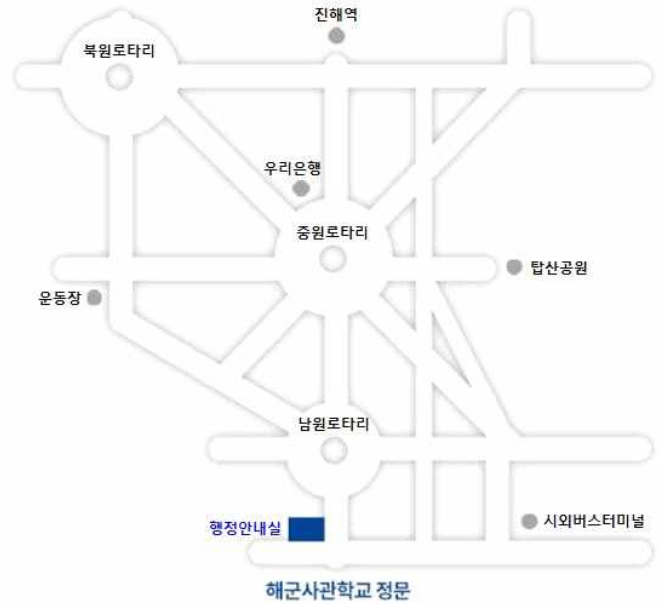 진해역
북원로타리
우리은행
중원로타리
탑산공원
운동장
남원로타리
행정안내실
시외버스터미널
해군사관학교 정문